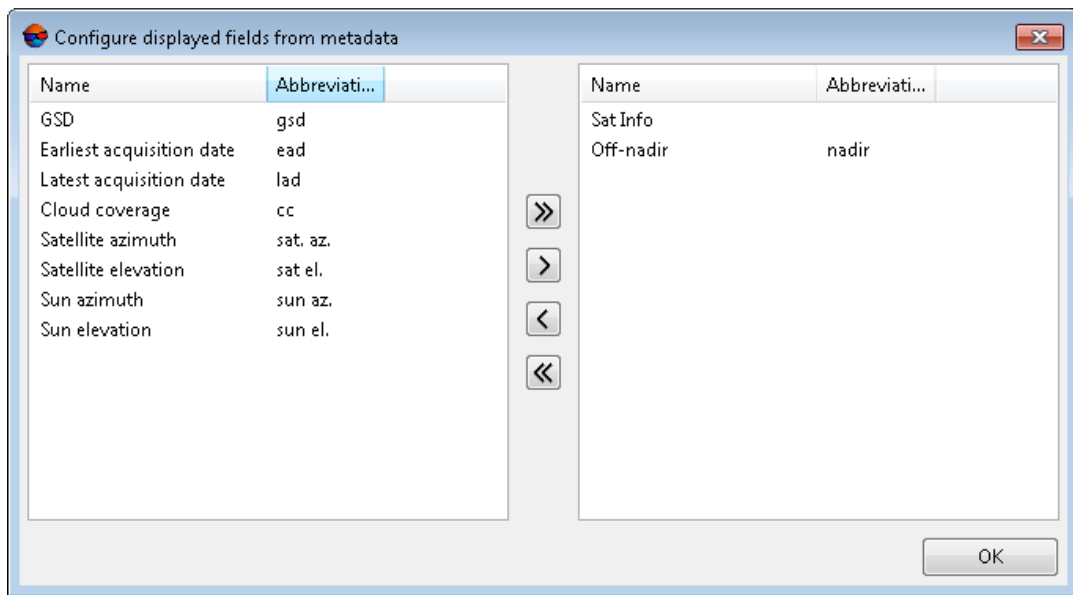 Configure displayed fields from metadata
Name Abbreviati... Name Abbreviati...
GSD gsd Sat Info
Earliest acquisition date ead Off-nadir nadir
Latest acquisition date lad
Cloud coverage cc
Satellite azimuth sat. az.
Satellite elevation sat el.
Sun azimuth sun az.
Sun elevation sun el.
OK